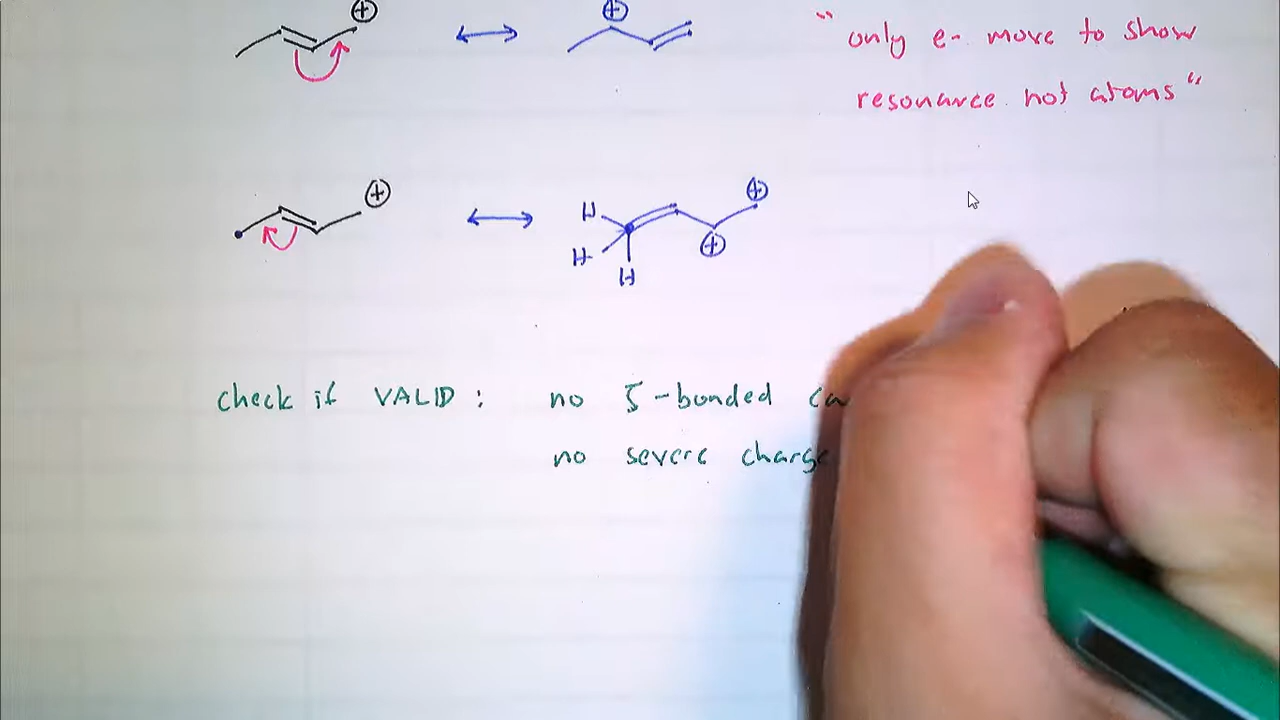 ⊕ ⊕ "only e- move to show
resonance not atoms"
⊕ H ⊕
H ⊕
H
check if VALID : no 5-bonded
no severe charge